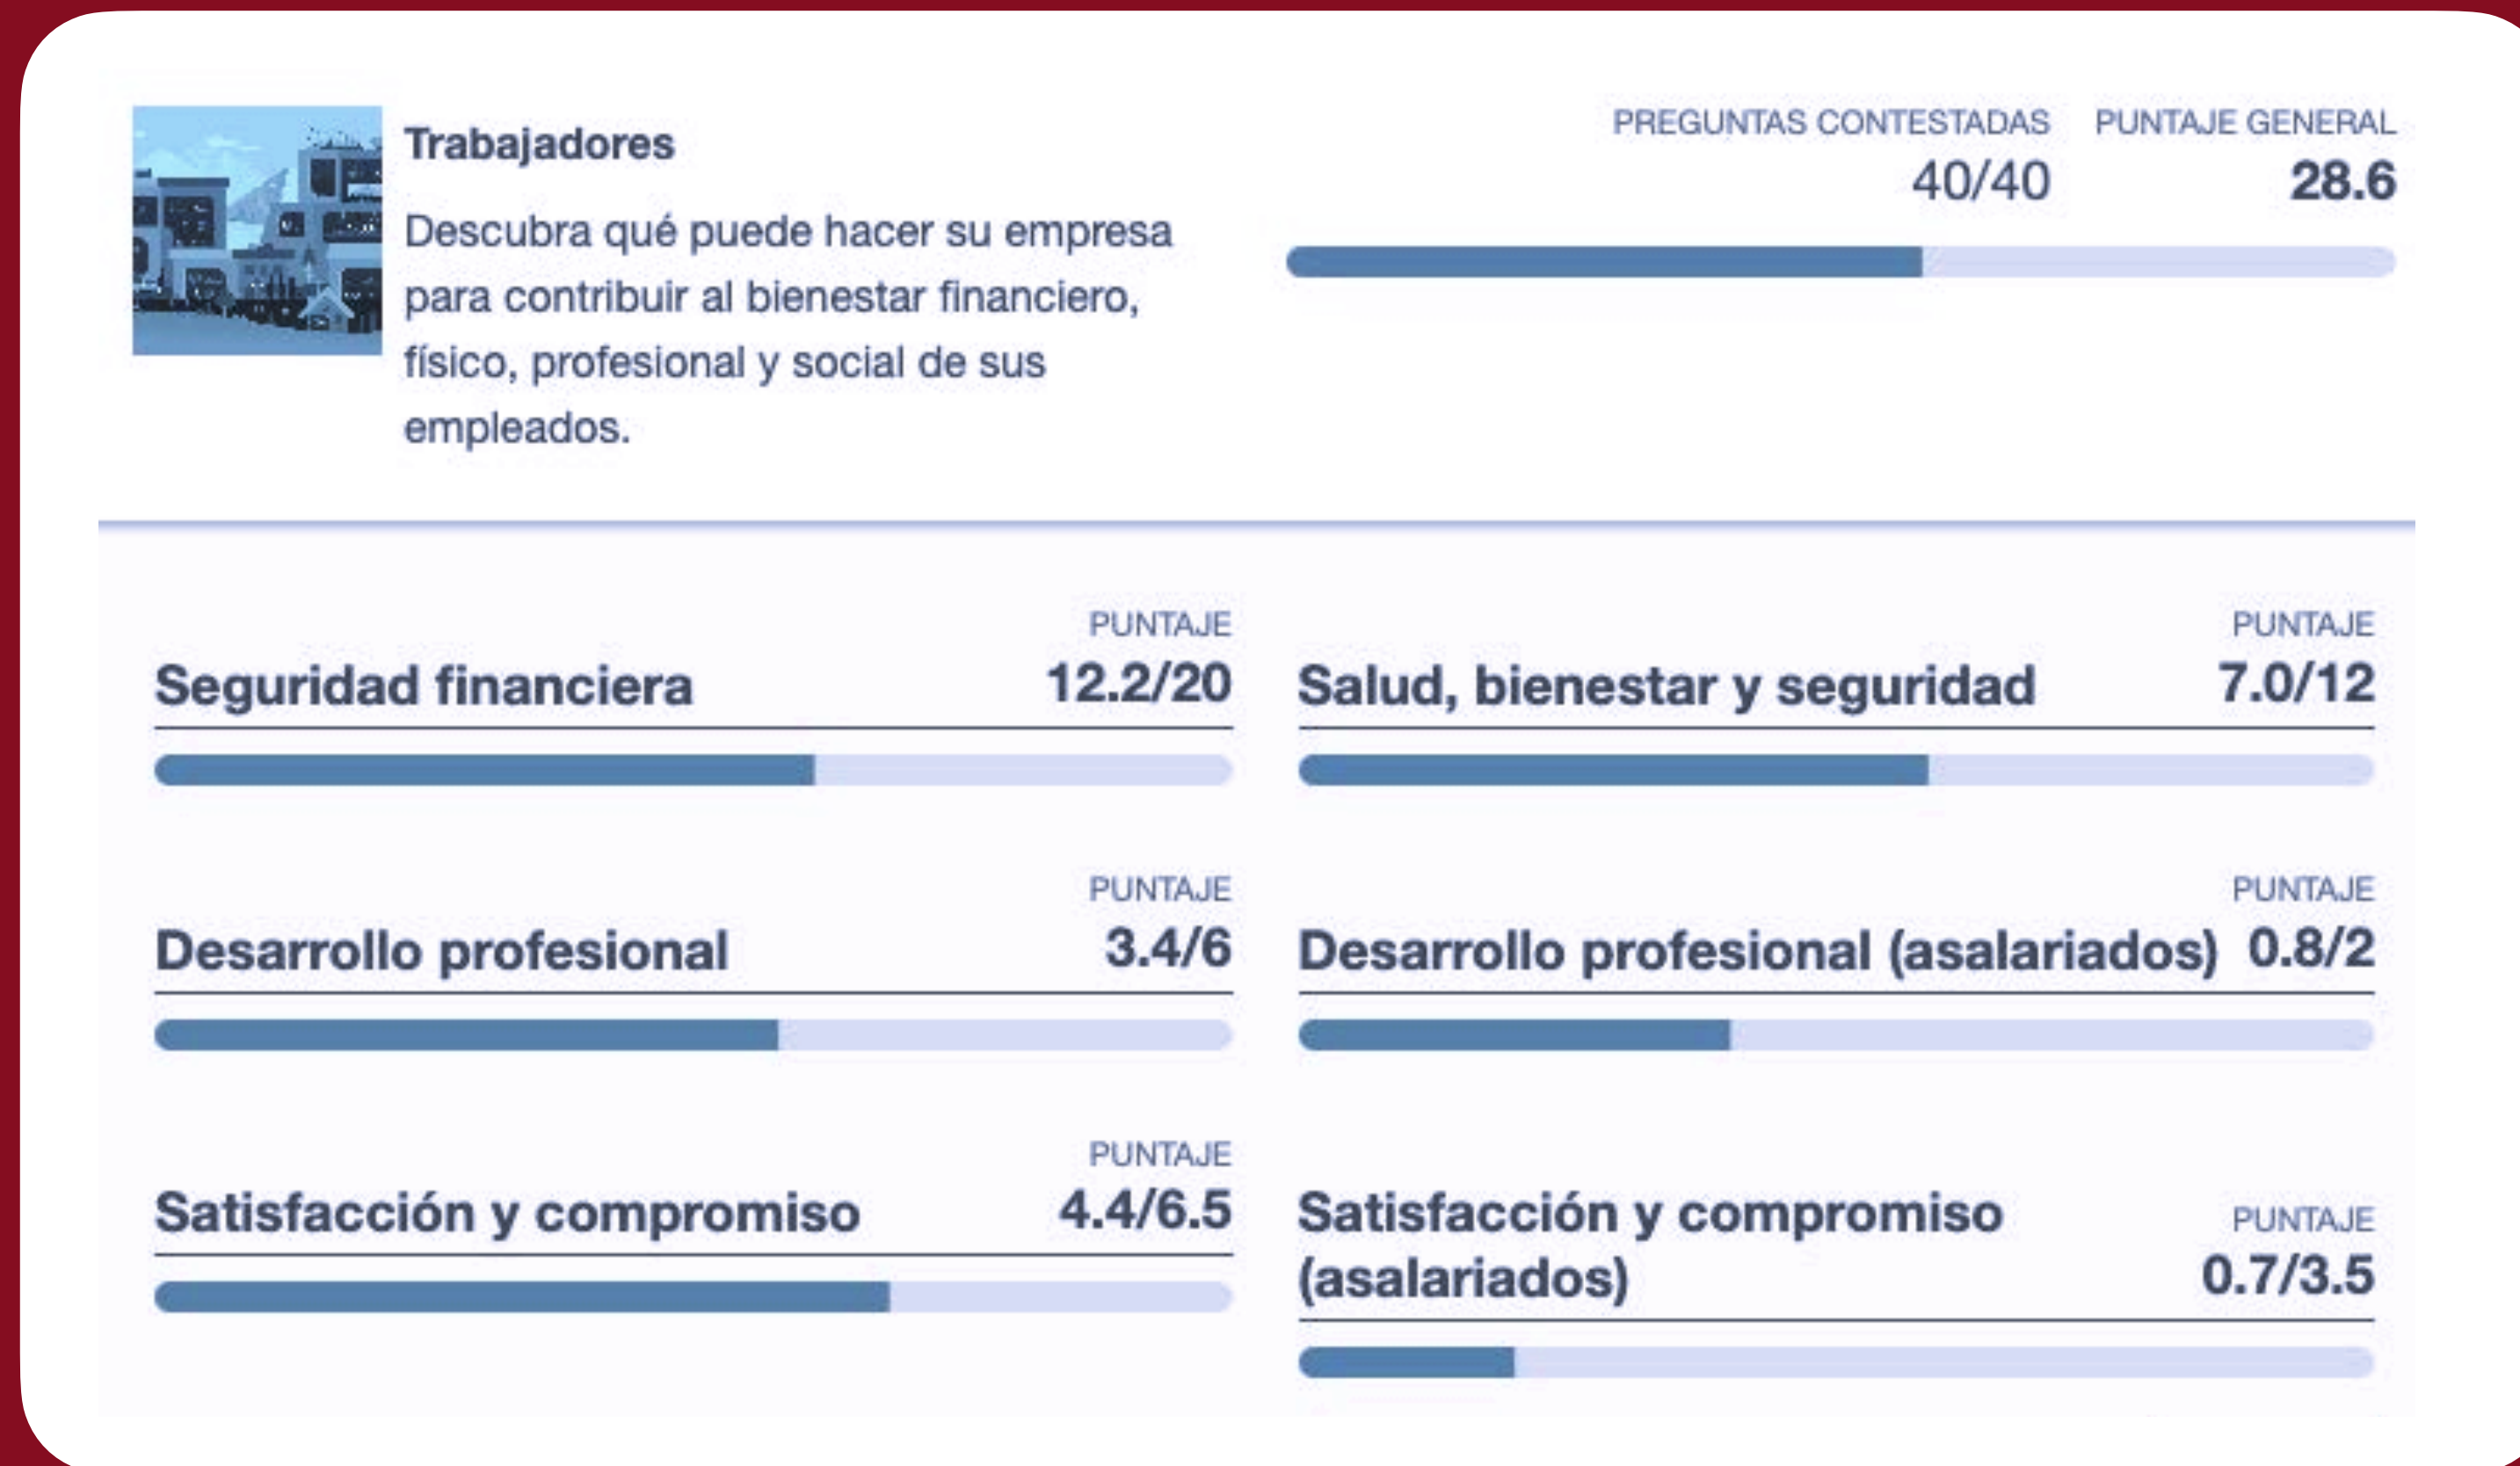 Trabajadores
Descubra qué puede hacer su empresa
para contribuir al bienestar financiero,
físico, profesional y social de sus
empleados.
PREGUNTAS CONTESTADAS
40/40
PUNTAJE GENERAL
28.6
PUNTAJE
Seguridad financiera 12.2/20
PUNTAJE
Salud, bienestar y seguridad 7.0/12
PUNTAJE
Desarrollo profesional 3.4/6
PUNTAJE
Desarrollo profesional (asalariados) 0.8/2
PUNTAJE
Satisfacción y compromiso 4.4/6.5
Satisfacción y compromiso
(asalariados)
PUNTAJE
0.7/3.5